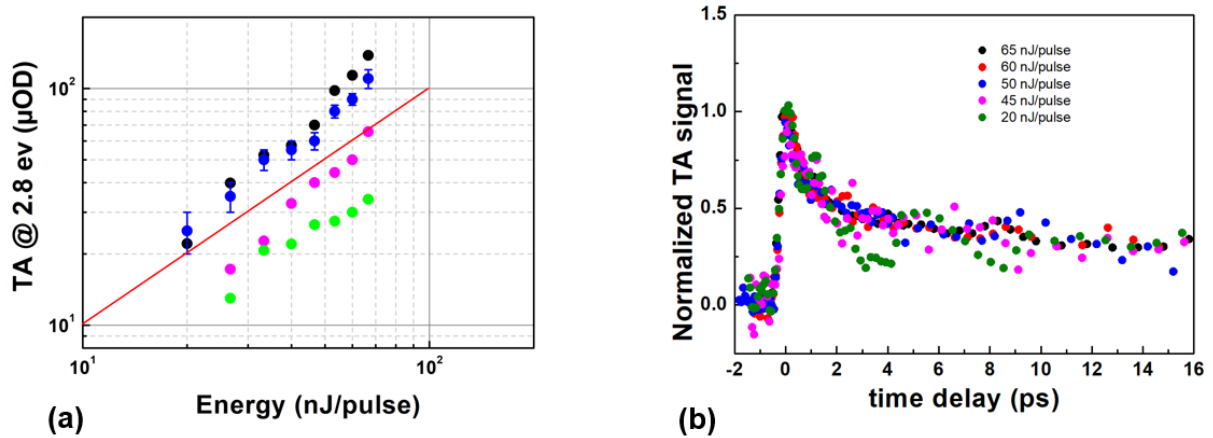 TA @ 2.8 ev (µOD)
10²
10¹
10¹
10²
Energy (nJ/pulse)
(a)
Normalized TA signal
1.5
1.0
0.5
0.0
65 nJ/pulse
60 nJ/pulse
50 nJ/pulse
45 nJ/pulse
20 nJ/pulse
-2 0 2 4 6 8 10 12 14 16
time delay (ps)
(b)